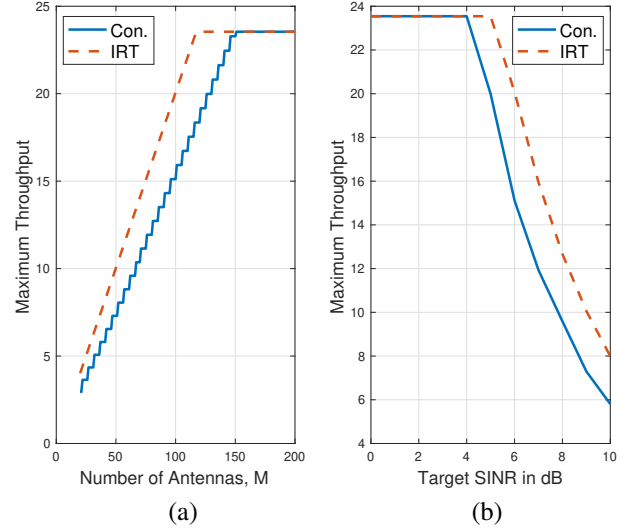 Con.
IRT
25
20
15
10
5
0
Maximum Throughput
0
50
100
150
200
Number of Antennas, M
(a)
Con.
IRT
24
22
20
18
16
14
12
10
8
6
4
Maximum Throughput
0
2
4
6
8
10
Target SINR in dB
(b)